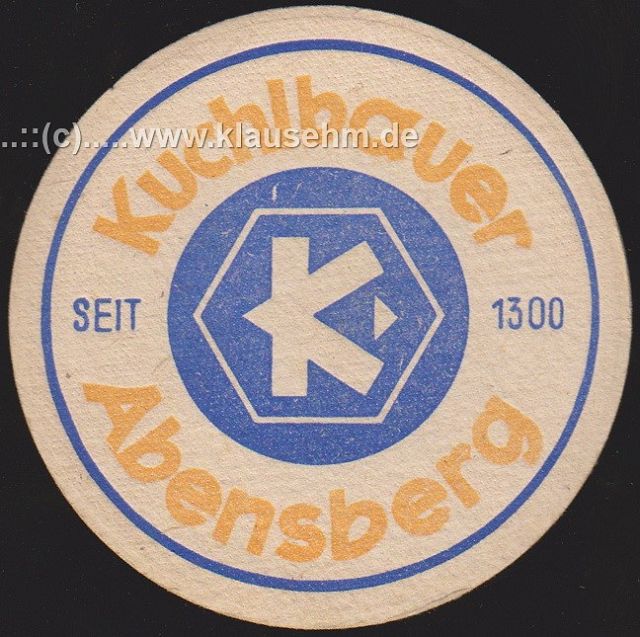 Kuchlbauer
..::(c).....www.klausehm.de
SEIT
K
1300
Abensberg